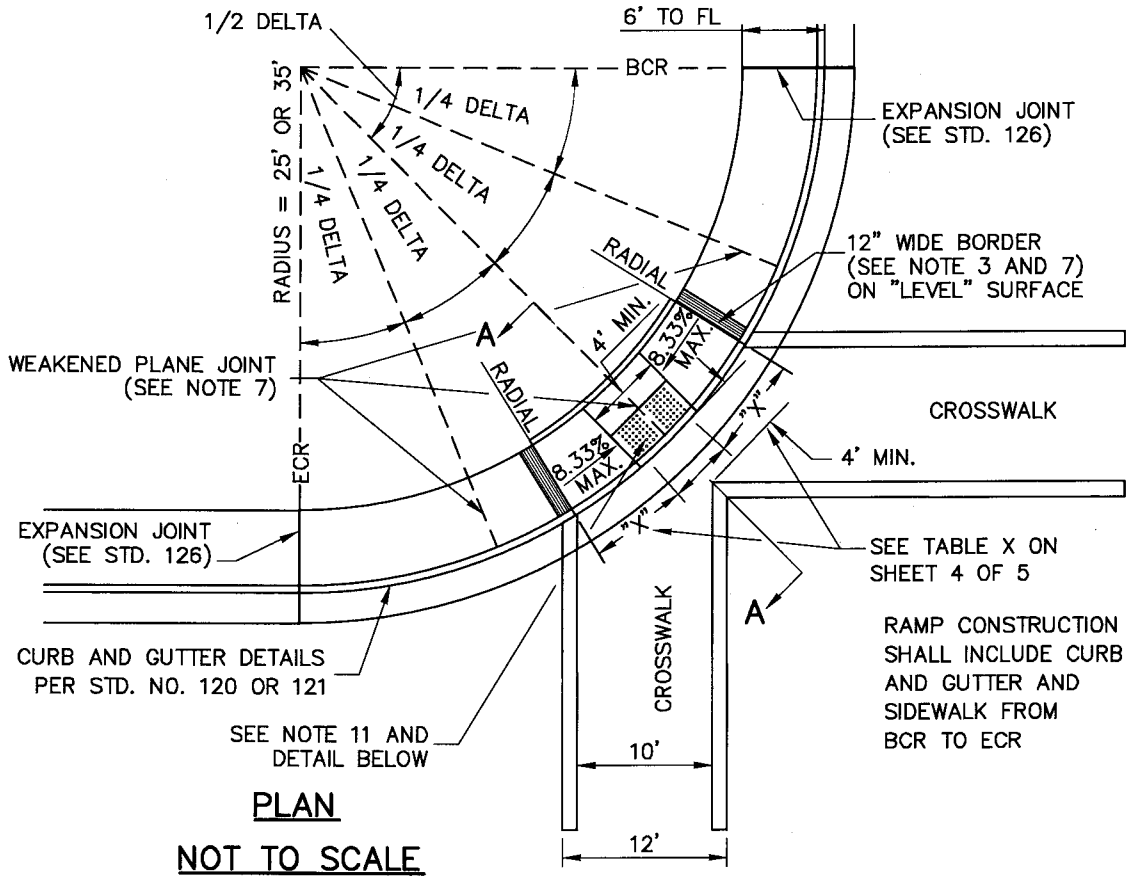 1/2 DELTA
6' TO FL
BCR
1/4 DELTA
1/4 DELTA
1/4 DELTA
1/4 DELTA
RADIUS = 25' OR 35'
EXPANSION JOINT
(SEE STD. 126)
RADIAL
12" WIDE BORDER
(SEE NOTE 3 AND 7)
ON "LEVEL" SURFACE
A
4' MIN.
8.33%
MAX.
WEAKENED PLANE JOINT
(SEE NOTE 7)
RADIAL
"X"
CROSSWALK
8.33%
MAX.
4' MIN.
ECR
"X"
EXPANSION JOINT
(SEE STD. 126)
SEE TABLE X ON
SHEET 4 OF 5
A
CROSSWALK
CURB AND GUTTER DETAILS
PER STD. NO. 120 OR 121
RAMP CONSTRUCTION
SHALL INCLUDE CURB
AND GUTTER AND
SIDEWALK FROM
BCR TO ECR
SEE NOTE 11 AND
DETAIL BELOW
10'
12'
PLAN
NOT TO SCALE